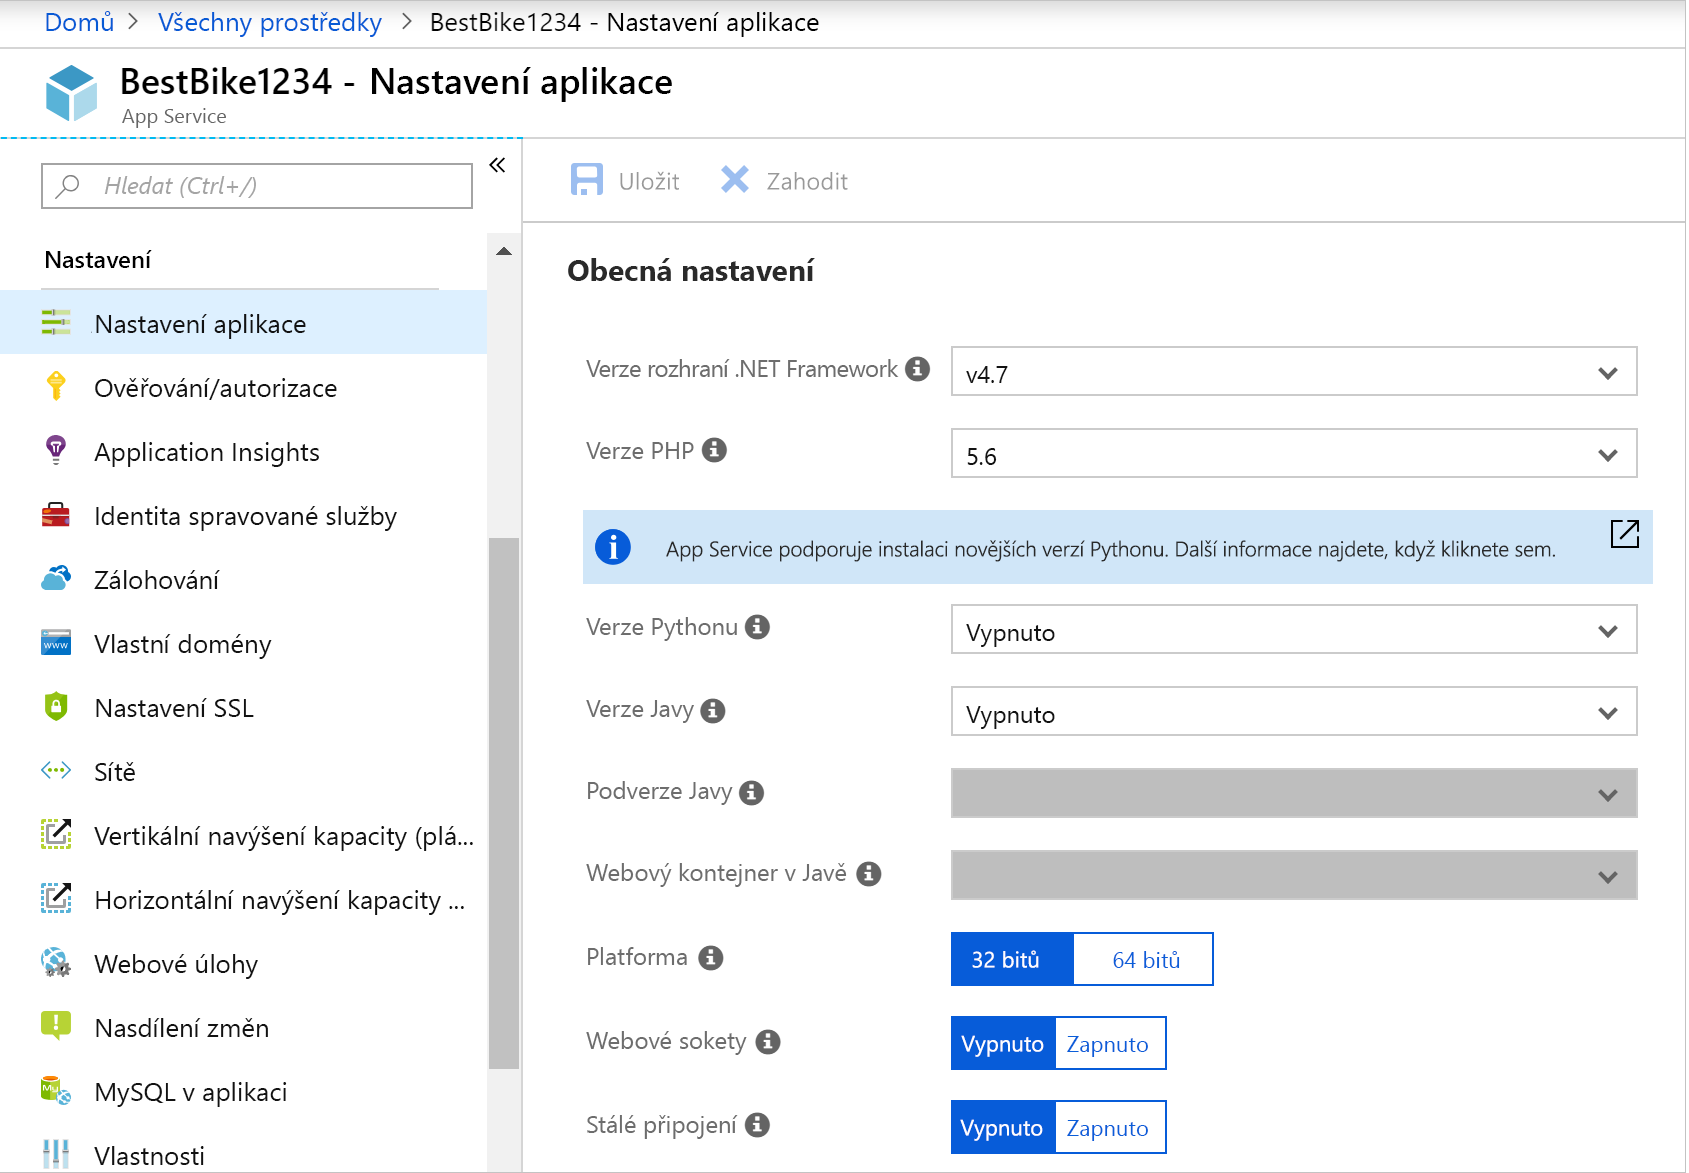 Domů > Všechny prostředky > BestBike1234 - Nastavení aplikace
BestBike1234 - Nastavení aplikace
App Service
Hledat (Ctrl+/)
«
Nastavení
Nastavení aplikace
Ověřování/autorizace
Application Insights
Identita spravované služby
Zálohování
Vlastní domény
Nastavení SSL
Sítě
Vertikální navýšení kapacity (plá...
Horizontální navýšení kapacity ...
Webové úlohy
Nasdílení změn
MySQL v aplikaci
Vlastnosti
Uložit Zahodit
Obecná nastavení
Verze rozhraní .NET Framework v4.7
Verze PHP 5.6
App Service podporuje instalaci novějších verzí Pythonu. Další informace najdete, když kliknete sem.
Verze Pythonu Vypnuto
Verze Javy Vypnuto
Podverze Javy
Webový kontejner v Javě
Platforma 32 bitů 64 bitů
Webové sokety Vypnuto Zapnuto
Stálé připojení Vypnuto Zapnuto